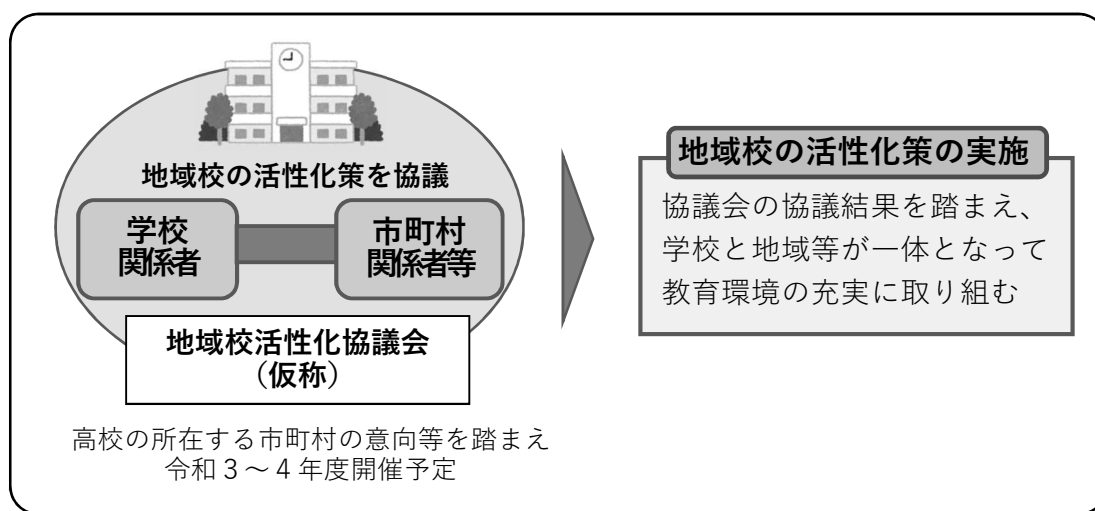 地域校の活性化策を協議
学校
関係者
市町村
関係者等
地域校活性化協議会
（仮称）
高校の所在する市町村の意向等を踏まえ
令和３～４年度開催予定
地域校の活性化策の実施
協議会の協議結果を踏まえ、
学校と地域等が一体となって
教育環境の充実に取り組む